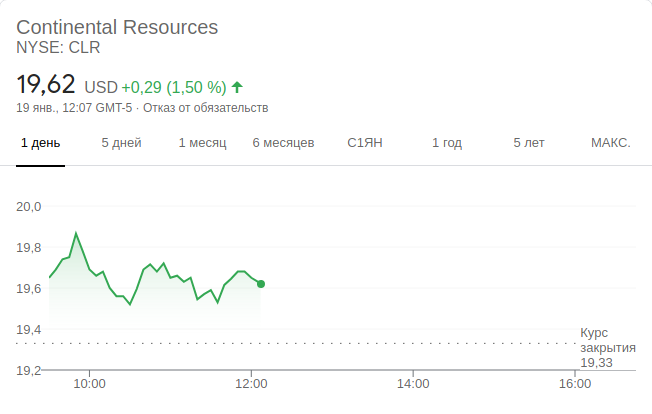 Continental Resources
NYSE: CLR
19,62 USD +0,29 (1,50 %)
19 янв., 12:07 GMT-5 · Отказ от обязательств
1 день 5 дней 1 месяц 6 месяцев С1ЯН 1 год 5 лет МАКС.
20,0
19,8
19,6
19,4
Курс
закрытия
19,33
19,2
10:00 12:00 14:00 16:00